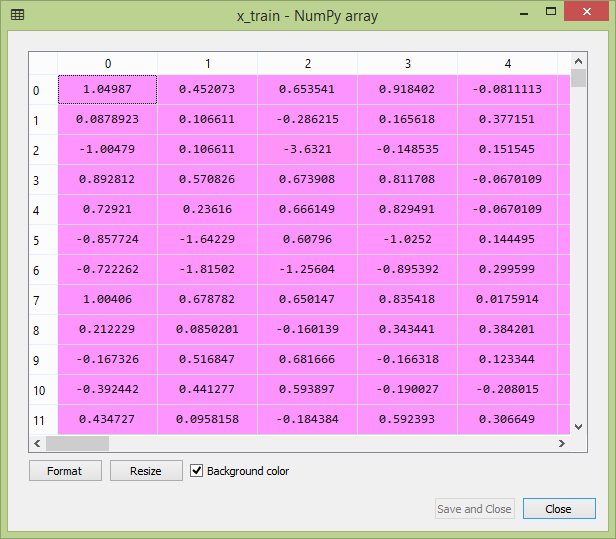 x_train - NumPy array
0 1 2 3 4
0 1.04987 0.452073 0.653541 0.918402 -0.0811113
1 0.0878923 0.106611 -0.286215 0.165618 0.377151
2 -1.00479 0.106611 -3.6321 -0.148535 0.151545
3 0.892812 0.570826 0.673908 0.811708 -0.0670109
4 0.72921 0.23616 0.666149 0.829491 -0.0670109
5 -0.857724 -1.64229 0.60796 -1.0252 0.144495
6 -0.722262 -1.81502 -1.25604 -0.895392 0.299599
7 1.00406 0.678782 0.650147 0.835418 0.0175914
8 0.212229 0.0850201 -0.160139 0.343441 0.384201
9 -0.167326 0.516847 0.681666 -0.166318 0.123344
10 -0.392442 0.441277 0.593897 -0.190027 -0.208015
11 0.434727 0.0958158 -0.184384 0.592393 0.306649
Format Resize Background color
Save and Close Close